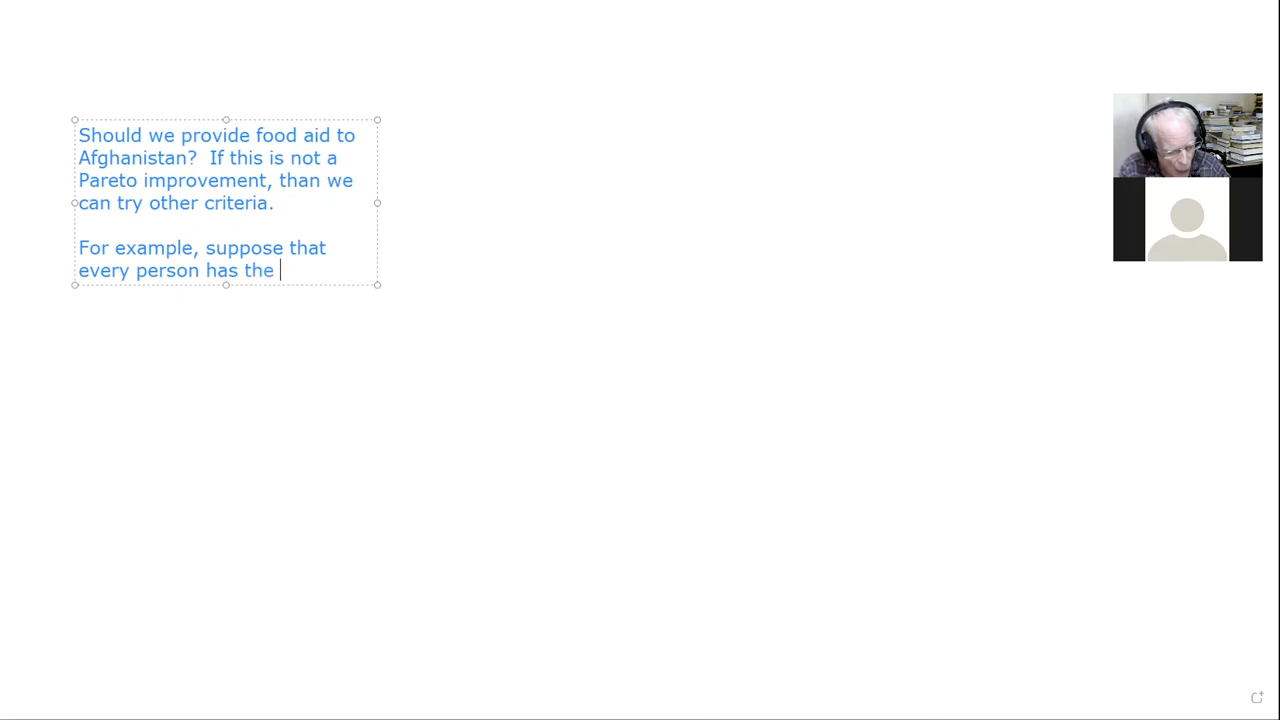 Should we provide food aid to
Afghanistan?  If this is not a
Pareto improvement, than we
can try other criteria.
For example, suppose that
every person has the